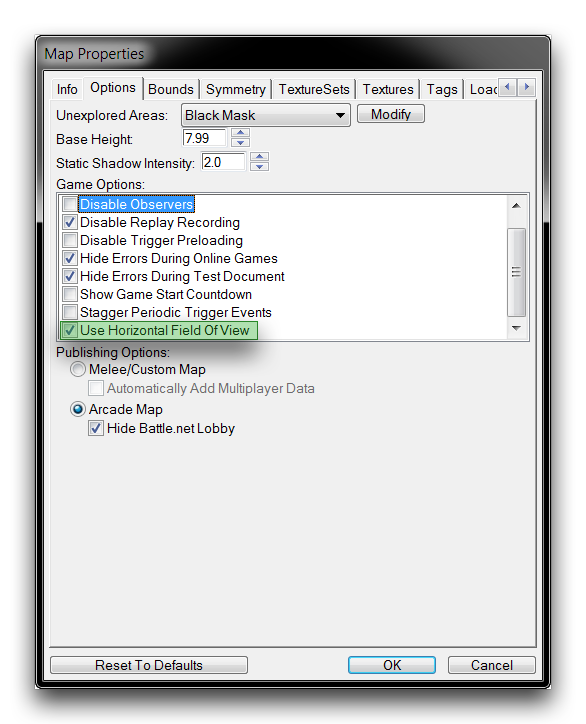 Map Properties
Info Options Bounds Symmetry TextureSets Textures Tags Load
Unexplored Areas: Black Mask Modify
Base Height: 7.99
Static Shadow Intensity: 2.0
Game Options:
Disable Observers
Disable Replay Recording
Disable Trigger Preloading
Hide Errors During Online Games
Hide Errors During Test Document
Show Game Start Countdown
Stagger Periodic Trigger Events
Use Horizontal Field Of View
Publishing Options:
Melee/Custom Map
Automatically Add Multiplayer Data
Arcade Map
Hide Battle.net Lobby
Reset To Defaults OK Cancel